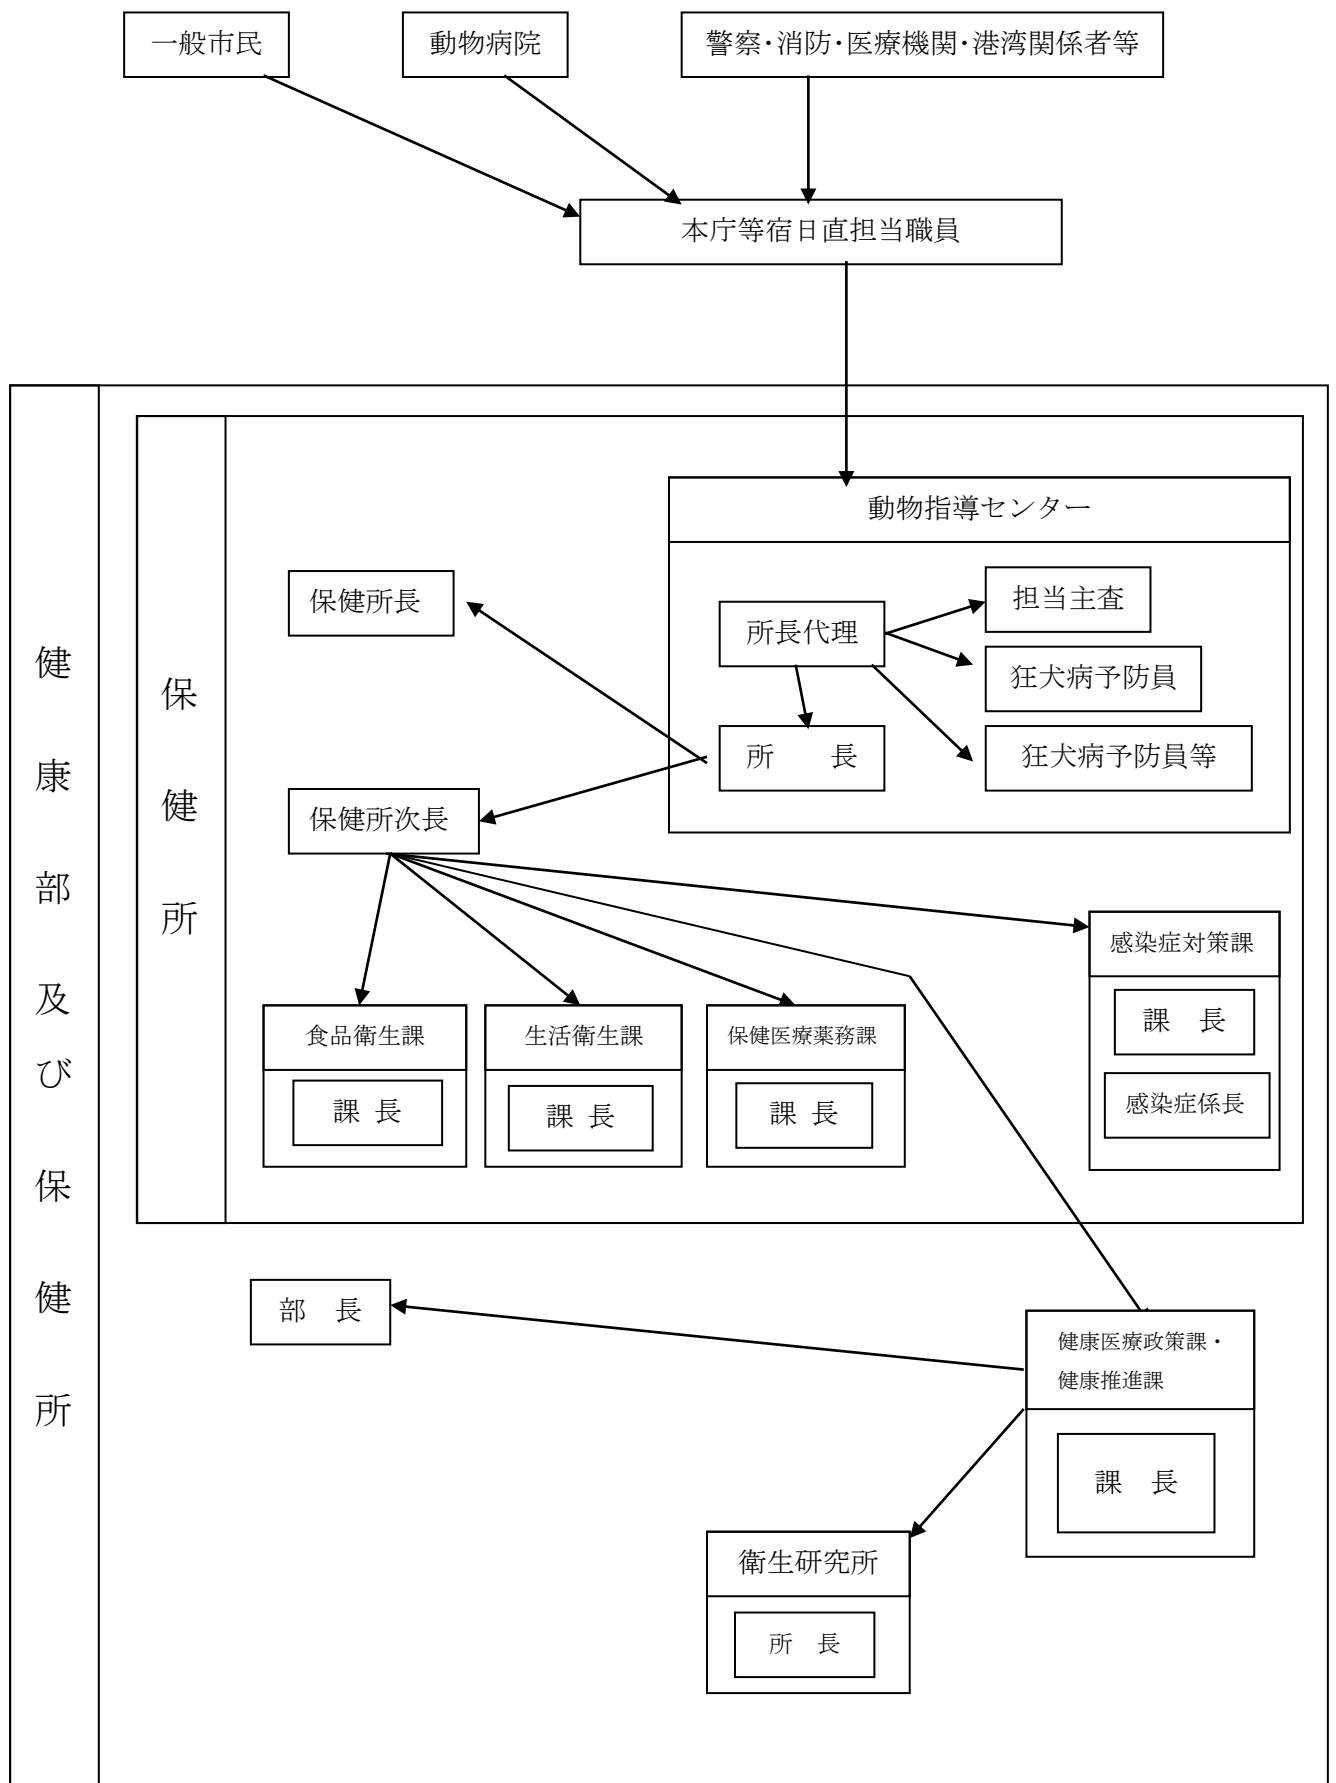 一般市民
動物病院
警察・消防・医療機関・港湾関係者等
本庁等宿日直担当職員
健康部及び保健所
保健所
動物指導センター
保健所長
所長代理
担当主査
狂犬病予防員
所　　長
狂犬病予防員等
保健所次長
感染症対策課
課　長
感染症係長
食品衛生課
課 長
生活衛生課
課 長
保健医療薬務課
課 長
部　長
健康医療政策課・
健康推進課
課　長
衛生研究所
所　長